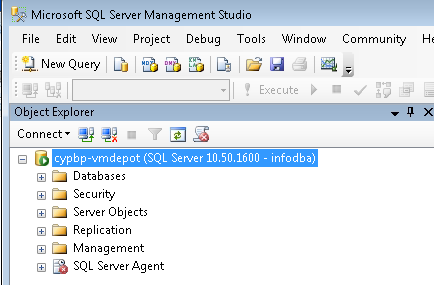 Microsoft SQL Server Management Studio
File Edit View Project Debug Tools Window Community He
New Query
Execute
Object Explorer
Connect
cypbp-vmdepot (SQL Server 10.50.1600 - infodba)
Databases
Security
Server Objects
Replication
Management
SQL Server Agent